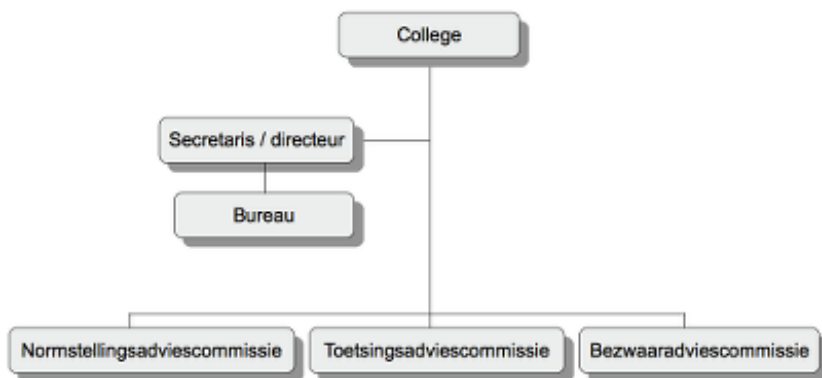 College
Secretaris / directeur
Bureau
Normstellingsadviescommissie
Toetsingsadviescommissie
Bezwaaradviescommissie